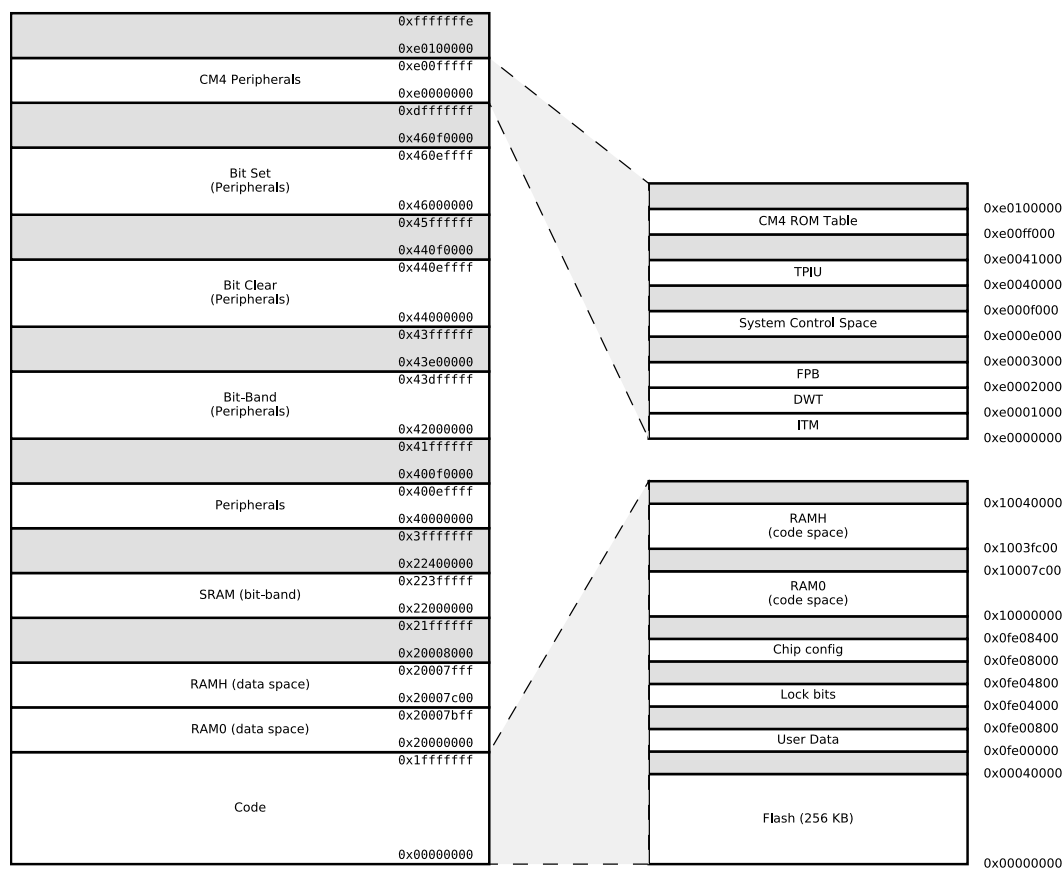 0xfffffffe
0xe0100000
0xe00fffff
CM4 Peripherals
0xe0000000
0xdfffffff
0x460f0000
0x460effff
Bit Set
(Peripherals)
0x46000000
0x45ffffff
0x440f0000
0x440effff
Bit Clear
(Peripherals)
0x44000000
0x43ffffff
0x43e00000
0x43dfffff
Bit-Band
(Peripherals)
0x42000000
0x41ffffff
0x400f0000
0x400effff
Peripherals
0x40000000
0x3fffffff
0x22400000
0x223fffff
SRAM (bit-band)
0x22000000
0x21ffffff
0x20008000
0x20007fff
RAMH (data space)
0x20007c00
0x20007bff
RAM0 (data space)
0x20000000
0x1fffffff
Code
0x00000000
0xe0100000
CM4 ROM Table
0xe00ff000
0xe0041000
TPIU
0xe0040000
0xe000f000
System Control Space
0xe000e000
0xe0003000
FPB
0xe0002000
DWT
0xe0001000
ITM
0xe0000000
0x10040000
RAMH
(code space)
0x1003fc00
0x10007c00
RAM0
(code space)
0x10000000
0x0fe08400
Chip config
0x0fe08000
0x0fe04800
Lock bits
0x0fe04000
0x0fe00800
User Data
0x0fe00000
0x00040000
Flash (256 KB)
0x00000000